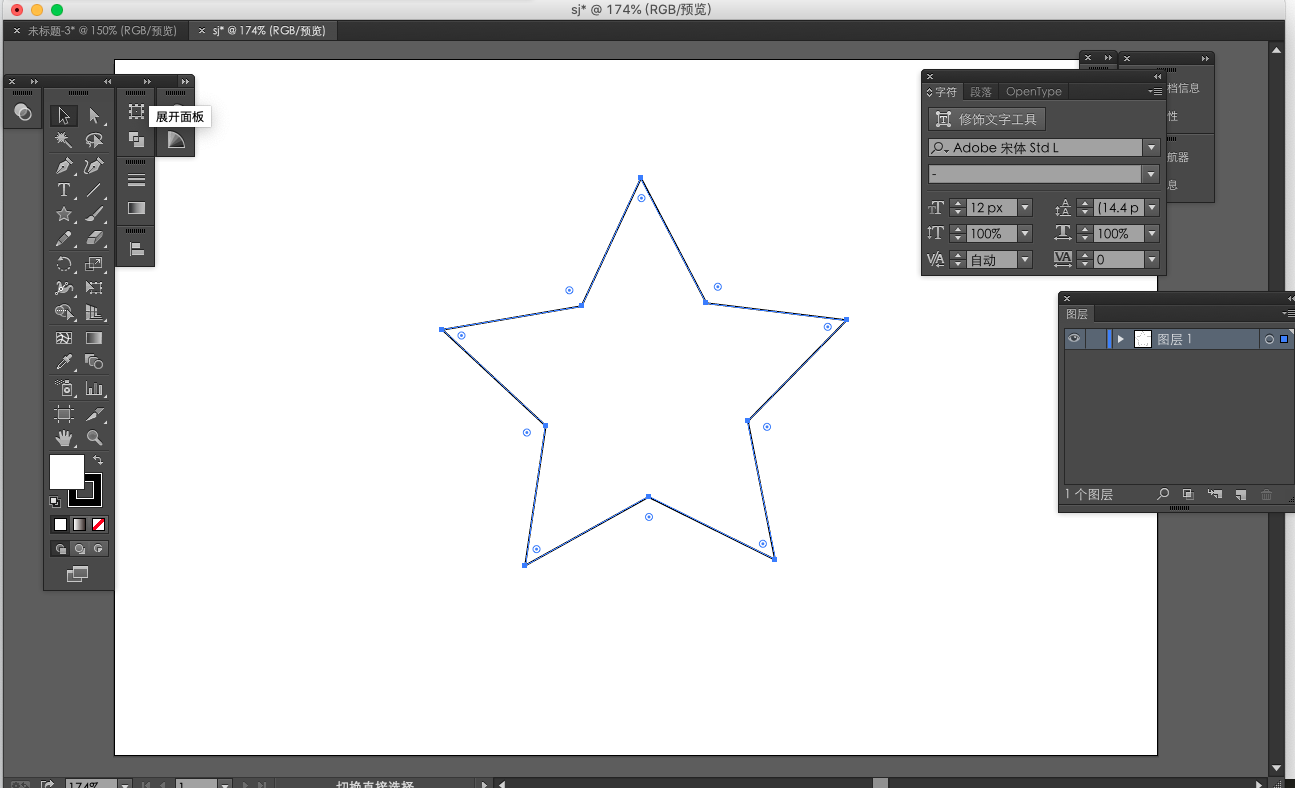 sj* @ 174% (RGB/预览)
× 未标题-3* @ 150% (RGB/预览)
× sj* @ 174% (RGB/预览)
展开面板
字符
段落
OpenType
修饰文字工具
Adobe 宋体 Std L
-
12 px
(14.4 p
100%
100%
自动
0
档信息
性
航器
息
图层
图层 1
1 个图层
174%
1
切换直接选择